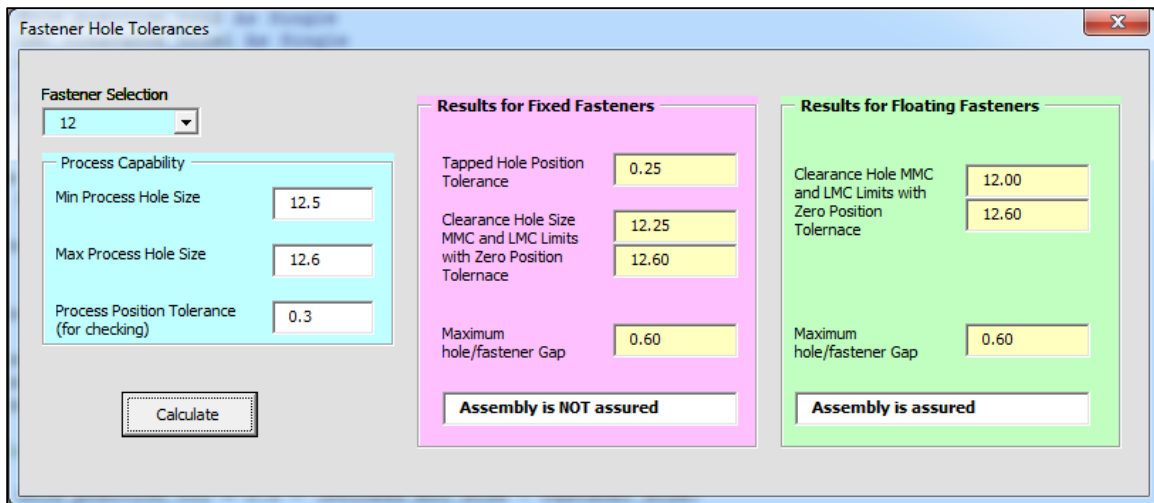 Fastener Hole Tolerances
Fastener Selection
12
Process Capability
Min Process Hole Size
12.5
Max Process Hole Size
12.6
Process Position Tolerance
(for checking)
0.3
Calculate
Results for Fixed Fasteners
Tapped Hole Position
Tolerance
0.25
Clearance Hole Size
MMC and LMC Limits
with Zero Position
Tolernace
12.25
12.60
Maximum
hole/fastener Gap
0.60
Assembly is NOT assured
Results for Floating Fasteners
Clearance Hole MMC
and LMC Limits with
Zero Position
Tolernace
12.00
12.60
Maximum
hole/fastener Gap
0.60
Assembly is assured